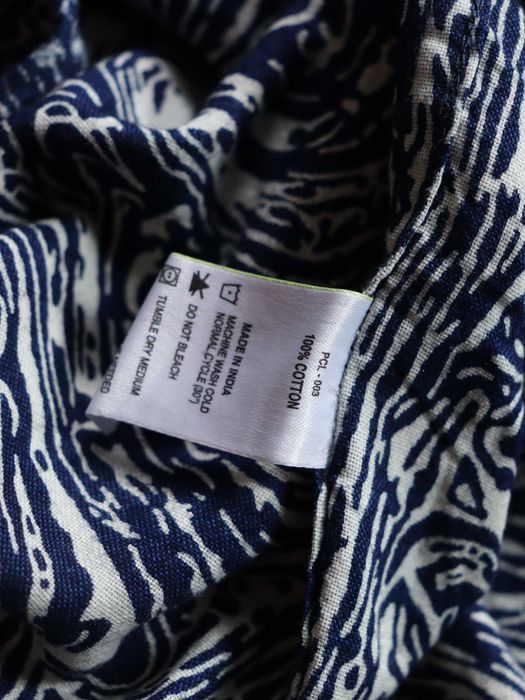 PCL - 003
100% COTTON
MADE IN INDIA
MACHINE WASH COLD
NORMAL CYCLE (30°)
DO NOT BLEACH
TUMBLE DRY MEDIUM